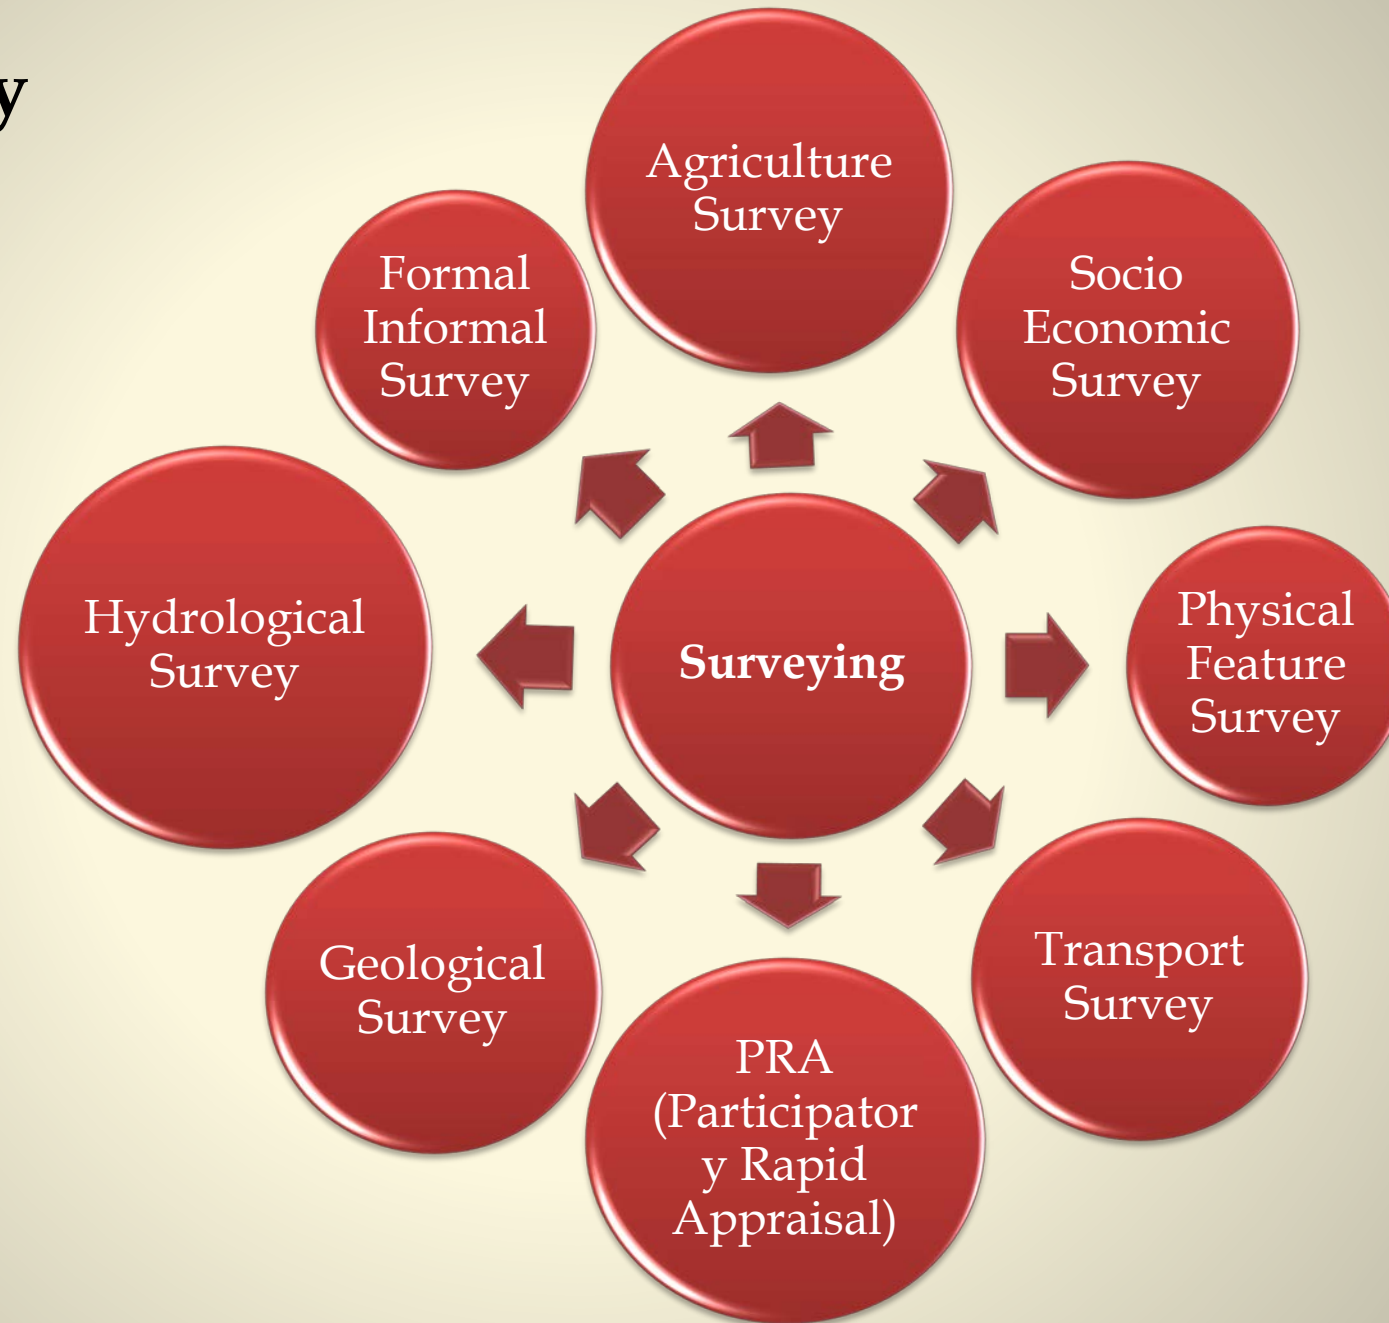 y
Agriculture
Survey
Socio
Economic
Survey
Physical
Feature
Survey
Transport
Survey
PRA
(Participator
y Rapid
Appraisal)
Geological
Survey
Hydrological
Survey
Formal
Informal
Survey
Surveying